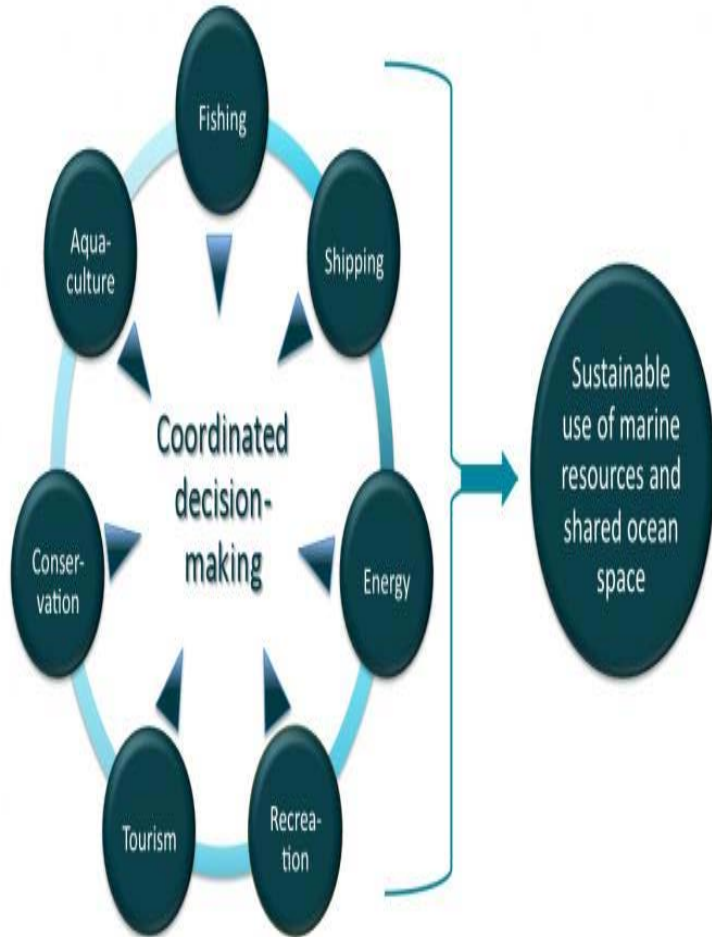 Fishing
Shipping
Energy
Recrea-
tion
Tourism
Conser-
vation
Aqua-
culture
Coordinated
decision-
making
Sustainable
use of marine
resources and
shared ocean
space